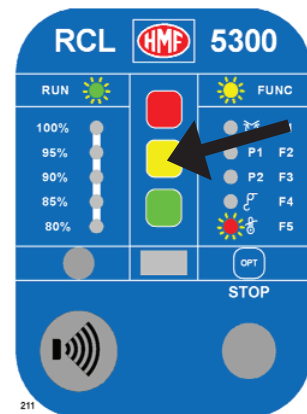 RCL HMF 5300
RUN FUNC
100%
95% P1 F2
90% P2 F3
85% F4
80% F5
OPT
STOP
211